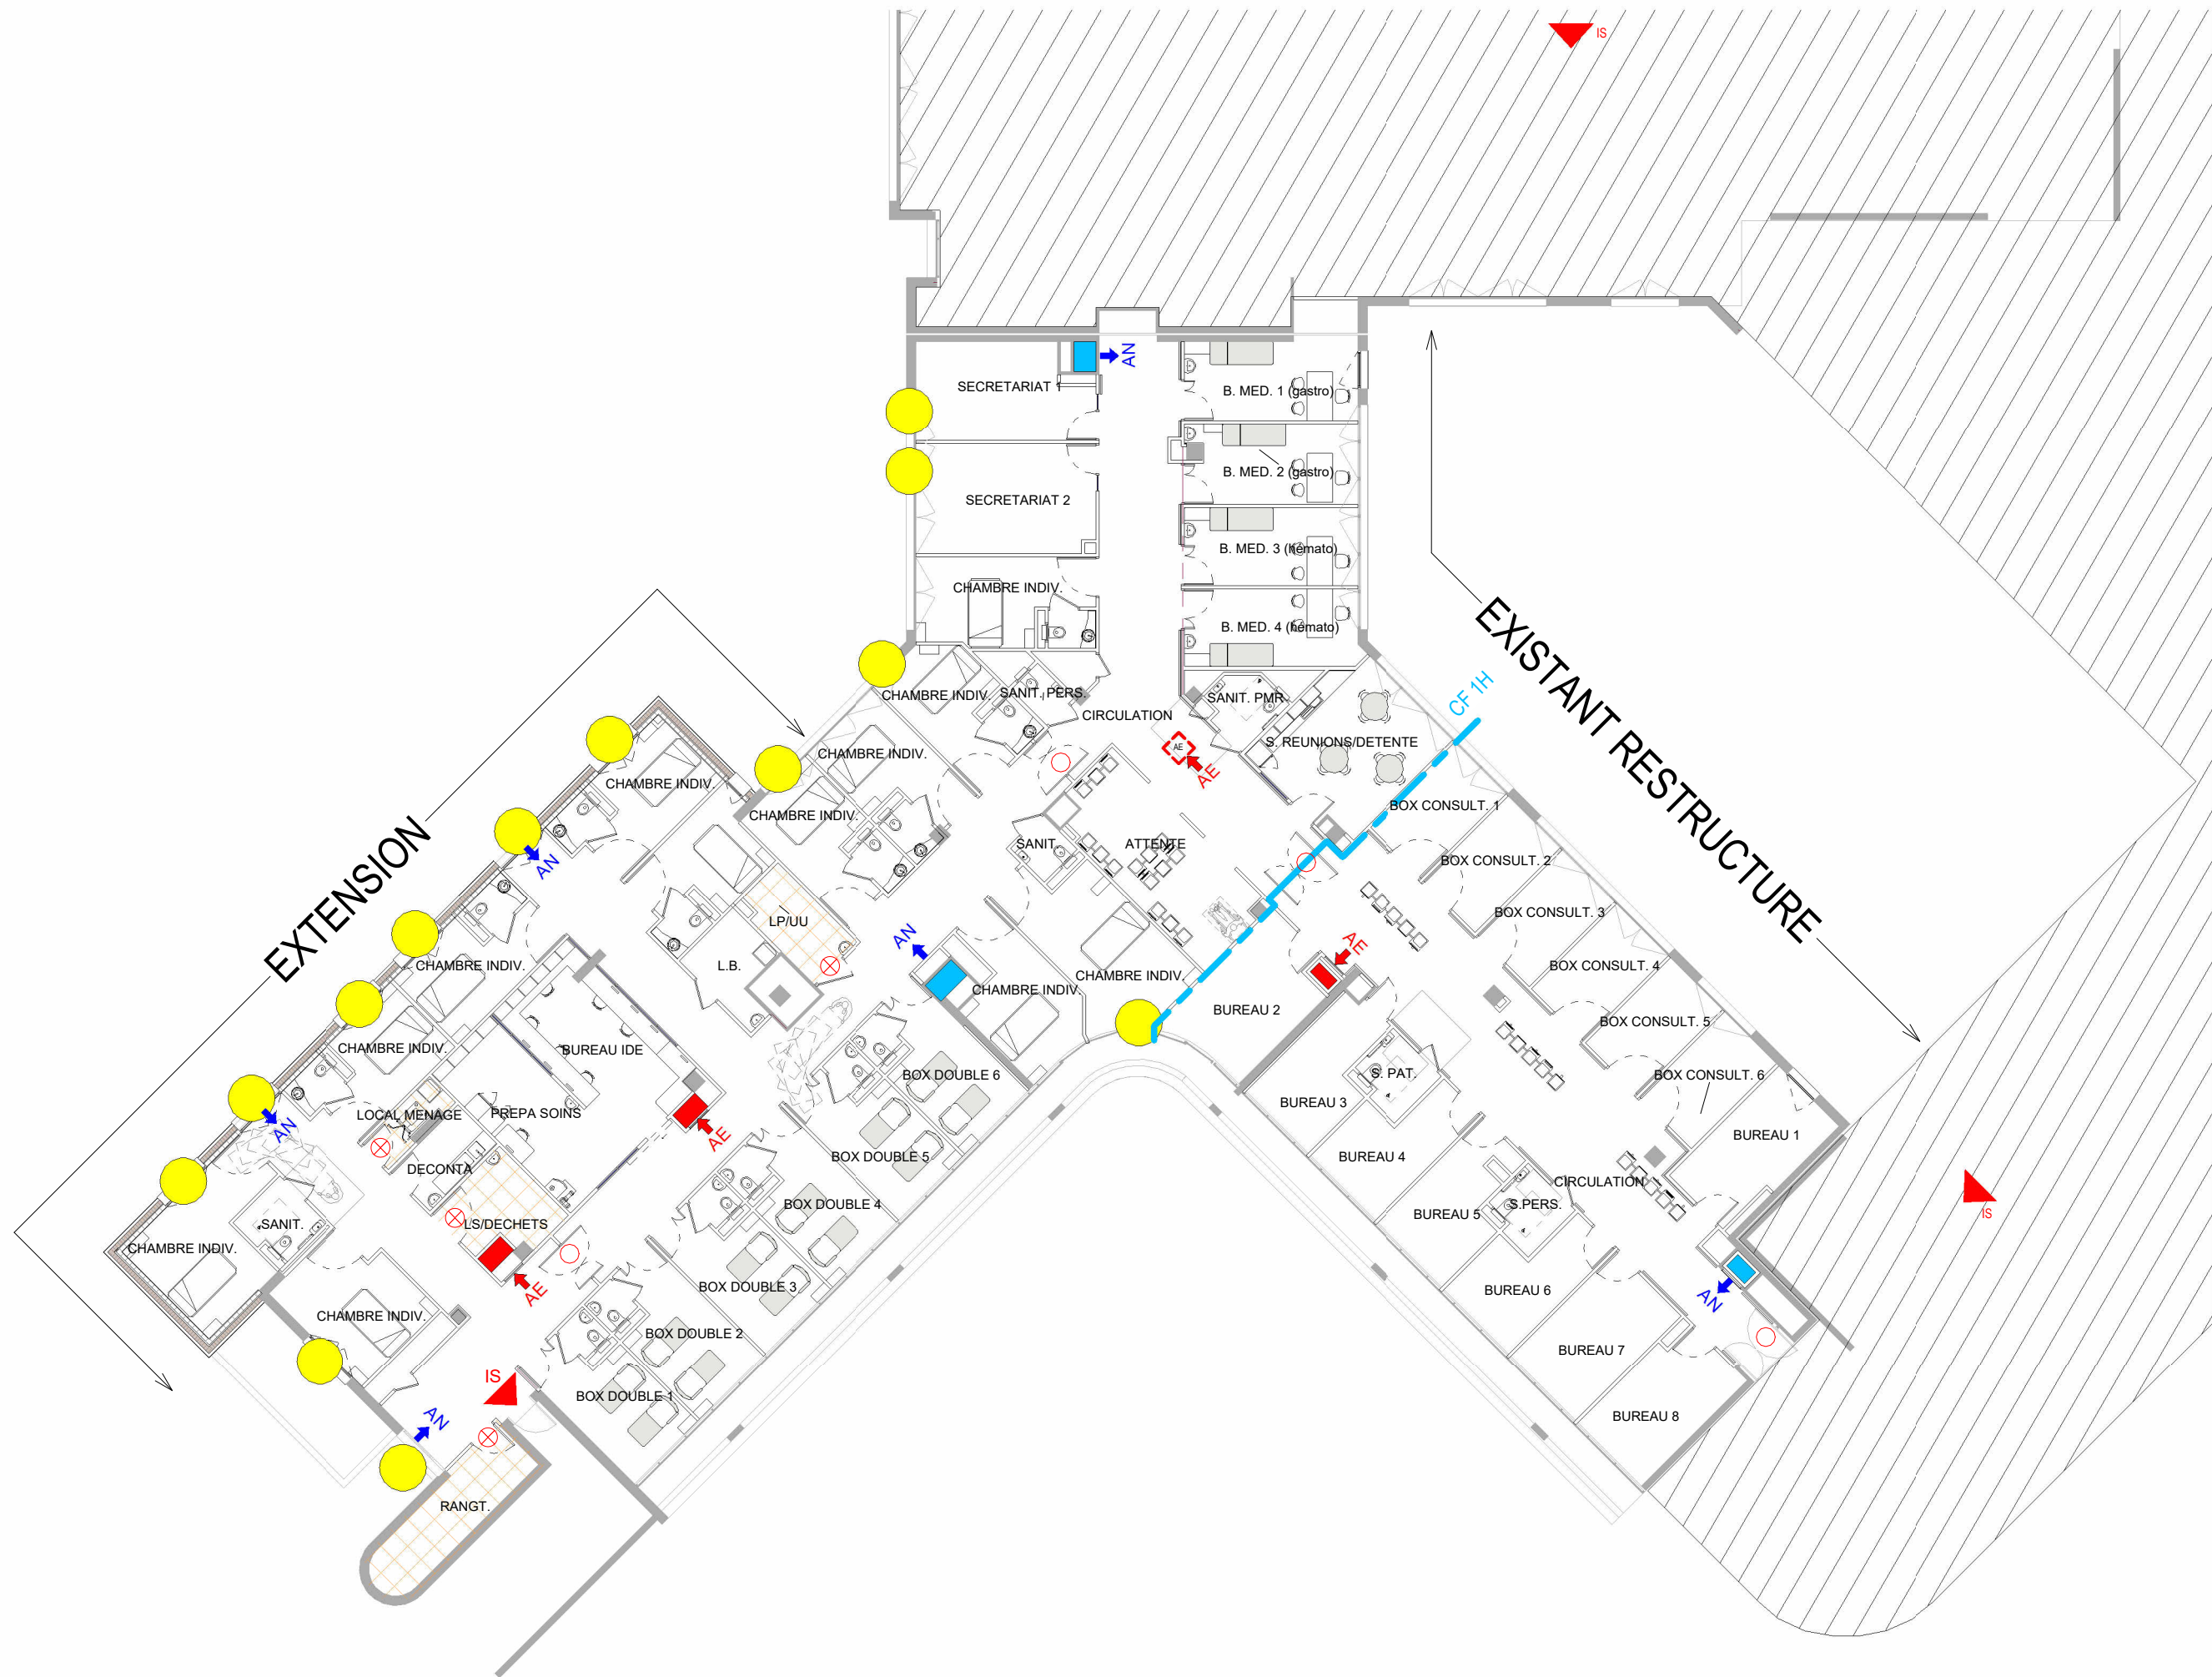 IS
AN
SECRETARIAT 1
B. MED. 1 (gastro)
B. MED. 2 (gastro)
SECRETARIAT 2
B. MED. 3 (hémato)
CHAMBRE INDIV.
B. MED. 4 (hémato)
EXISTANT RESTRUCTURE
CF 1H
CHAMBRE INDIV.
SANIT. PERS.
SANIT. PMR.
CIRCULATION
S. REUNIONS/DETENTE
AE
AE
CHAMBRE INDIV.
CHAMBRE INDIV.
CHAMBRE INDIV.
EXTENSION
AN
SANIT.
ATTENTE
BOX CONSULT. 1
BOX CONSULT. 2
BOX CONSULT. 3
BOX CONSULT. 4
BOX CONSULT. 5
BOX CONSULT. 6
BUREAU 1
LP/UU
L.B.
AN
AE
CHAMBRE INDIV.
CHAMBRE INDIV.
CHAMBRE INDIV.
BUREAU 2
CHAMBRE INDIV.
BUREAU IDE
BOX DOUBLE 6
S. PAT.
BUREAU 3
AN
LOCAL MENAGE
PREPA SOINS
AE
BOX DOUBLE 5
BUREAU 4
DECONTA
BOX DOUBLE 4
CIRCULATION
S.PERS.
BUREAU 5
IS
SANIT.
LS/DECHETS
CHAMBRE INDIV.
AE
BOX DOUBLE 3
BUREAU 6
AN
CHAMBRE INDIV.
BOX DOUBLE 2
BUREAU 7
IS
BOX DOUBLE 1
AN
BUREAU 8
RANGT.